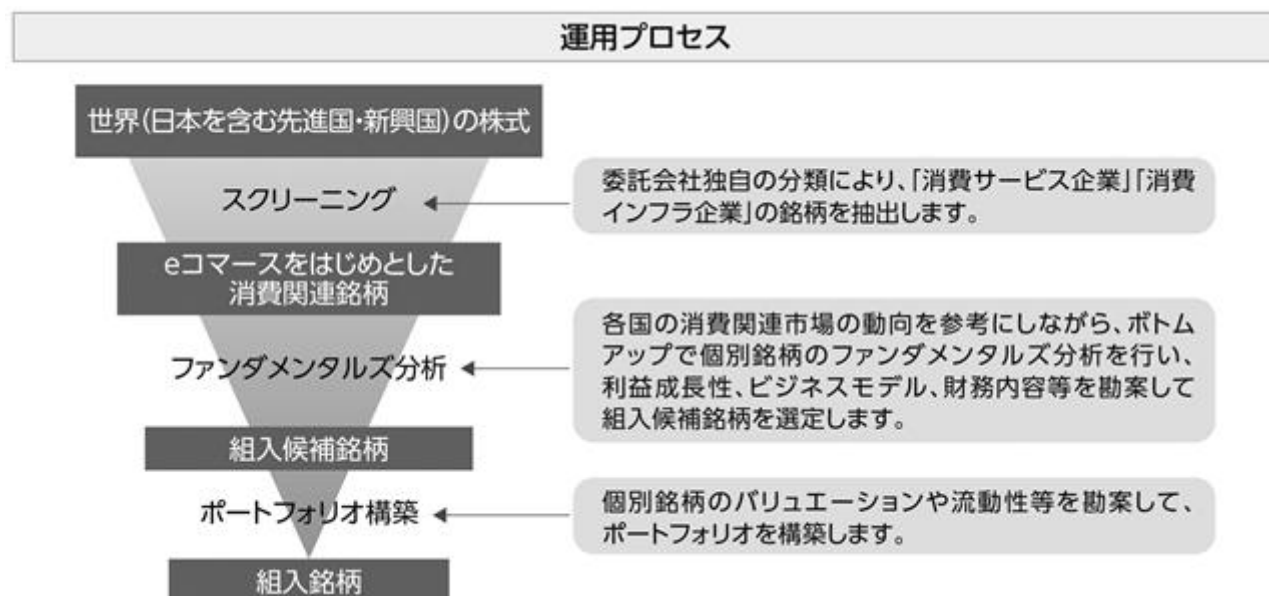 運用プロセス
世界(日本を含む先進国・新興国)の株式
スクリーニング
委託会社独自の分類により、「消費サービス企業」「消費
インフラ企業」の銘柄を抽出します。
eコマースをはじめとした
消費関連銘柄
ファンダメンタルズ分析
各国の消費関連市場の動向を参考にしながら、ボトム
アップで個別銘柄のファンダメンタルズ分析を行い、
利益成長性、ビジネスモデル、財務内容等を勘案して
組入候補銘柄を選定します。
組入候補銘柄
ポートフォリオ構築
個別銘柄のバリュエーションや流動性等を勘案して、
ポートフォリオを構築します。
組入銘柄